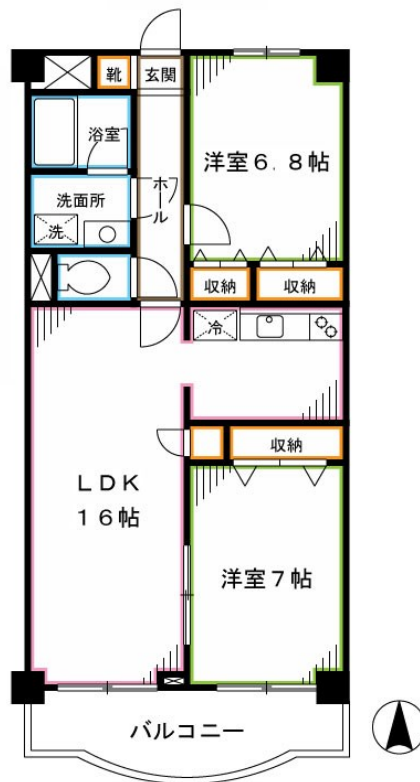 靴
玄関
浴室
洋室6.8帖
ホール
洗面所
洗
収納
収納
冷
収納
LDK
16帖
洋室7帖
バルコニー